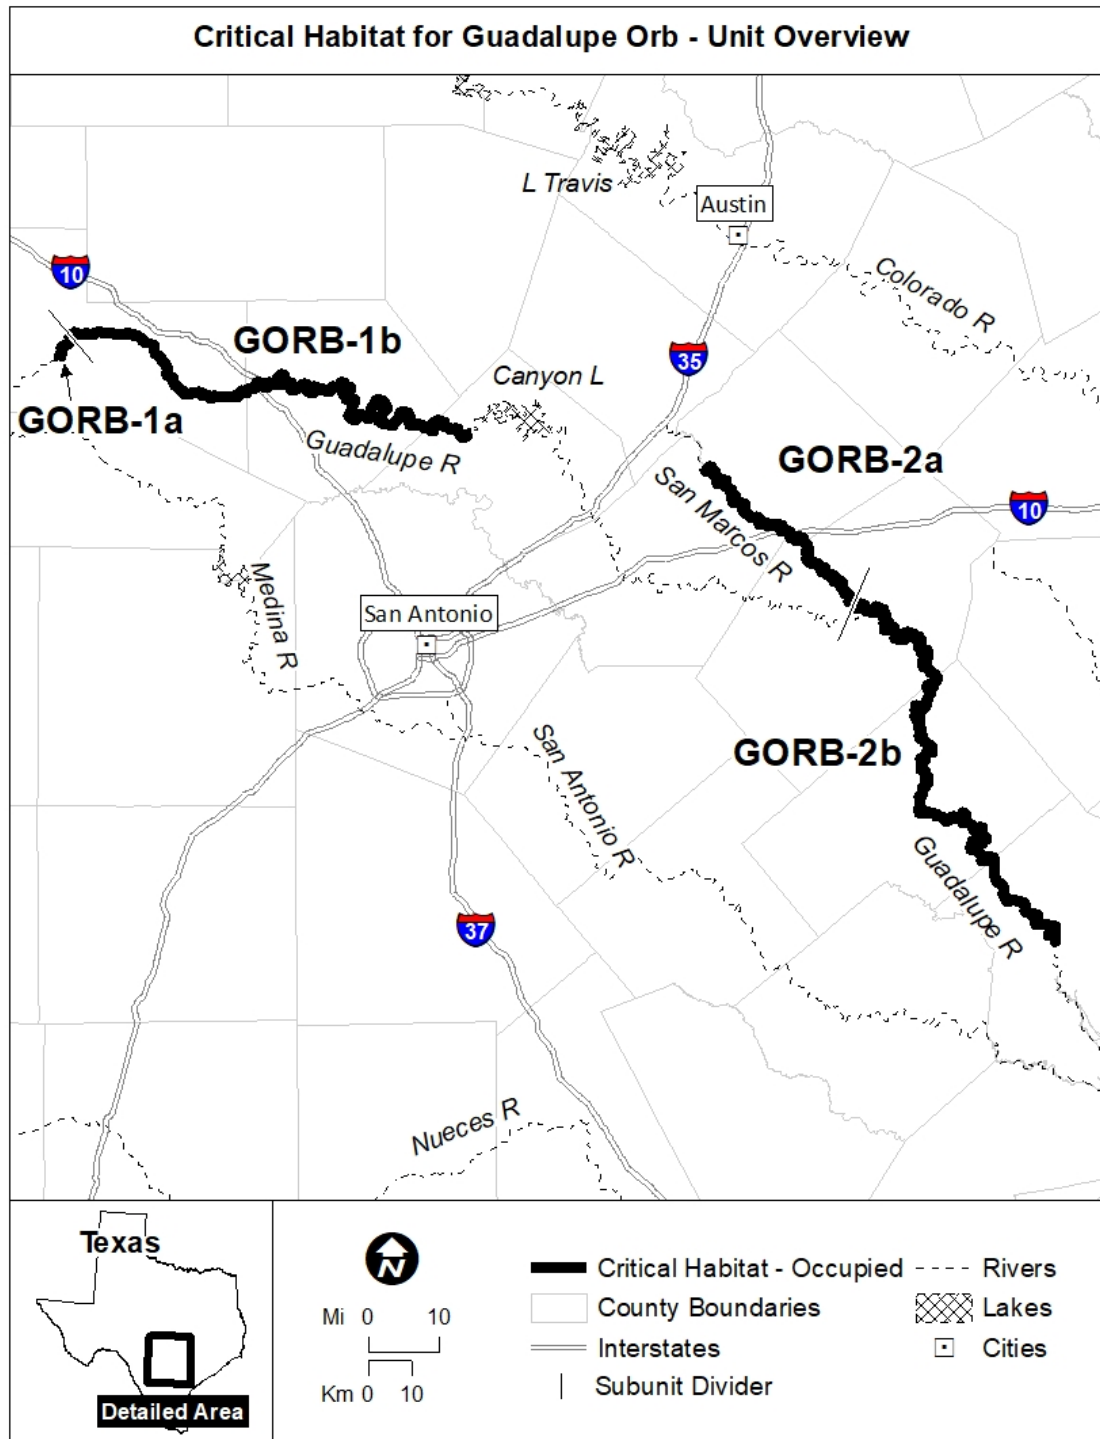 Critical Habitat for Guadalupe Orb - Unit Overview
L Travis
Austin
10
Colorado R
GORB-1b
35
Canyon L
GORB-1a
Guadalupe R
GORB-2a
San Marcos R
10
Medina R
San Antonio
San Antonio R
GORB-2b
Guadalupe R
37
Nueces R
Texas
Detailed Area
N
Mi 0 10
Km 0 10
Critical Habitat - Occupied
County Boundaries
Interstates
Subunit Divider
Rivers
Lakes
Cities